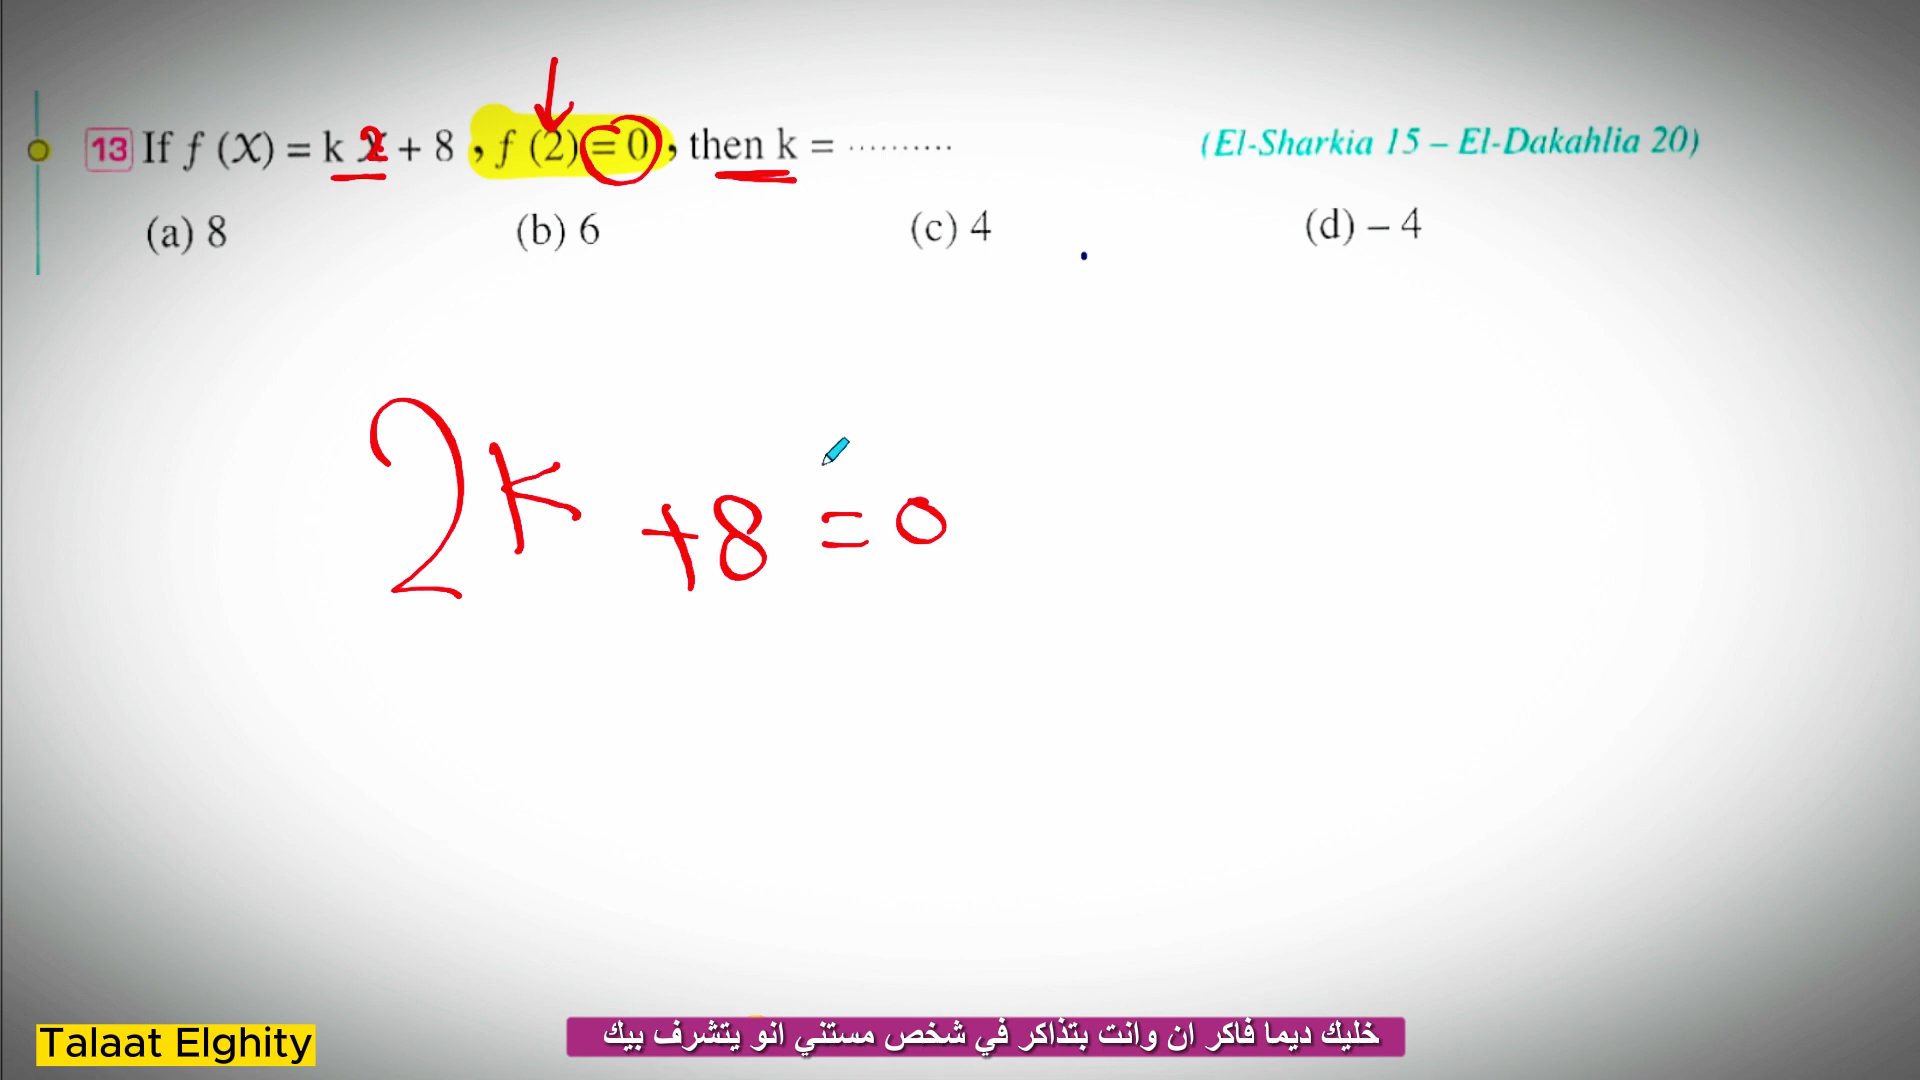 13 If f (X) = k X + 8 , f (2) = 0 , then k = ..........
(El-Sharkia 15 – El-Dakahlia 20)
(a) 8
(b) 6
(c) 4
(d) – 4
2
2k +8 = 0
Talaat Elghity
خليك ديما فاكر ان وانت بتذاكر في شخص مستني انو يتشرف بيك